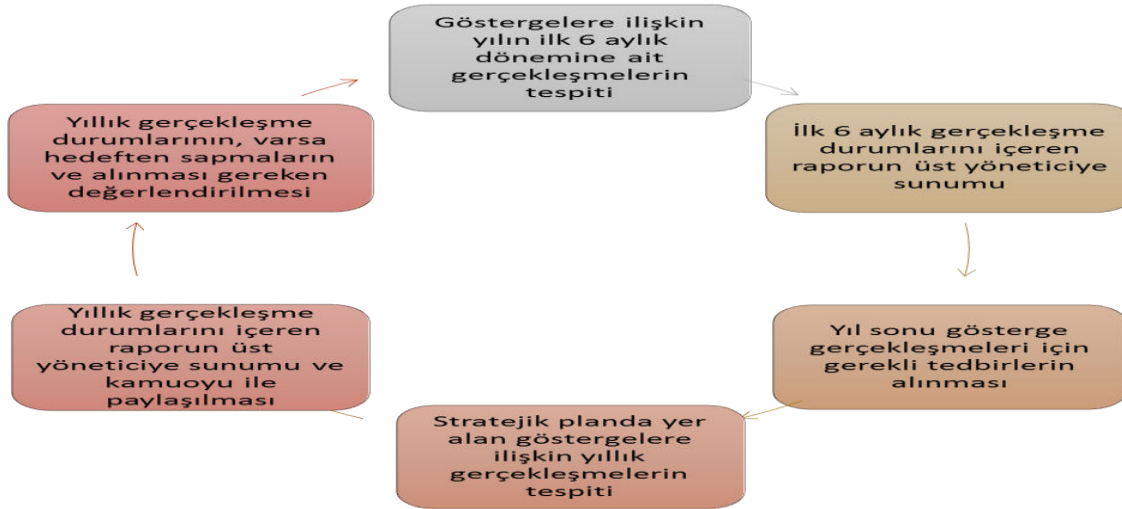 Göstergelere ilişkin
yılın ilk 6 aylık
dönemine ait
gerçekleşmelerin
tespiti
İlk 6 aylık gerçekleşme
durumlarını içeren
raporun üst yöneticiye
sunumu
Yıl sonu gösterge
gerçekleşmeleri için
gerekli tedbirlerin
alınması
Stratejik planda yer
alan göstergelere
ilişkin yıllık
gerçekleşmelerin
tespiti
Yıllık gerçekleşme
durumlarını içeren
raporun üst
yöneticiye sunumu ve
kamuoyu ile
paylaşılması
Yıllık gerçekleşme
durumlarının, varsa
hedeften sapmaların
ve alınması gereken
değerlendirilmesi